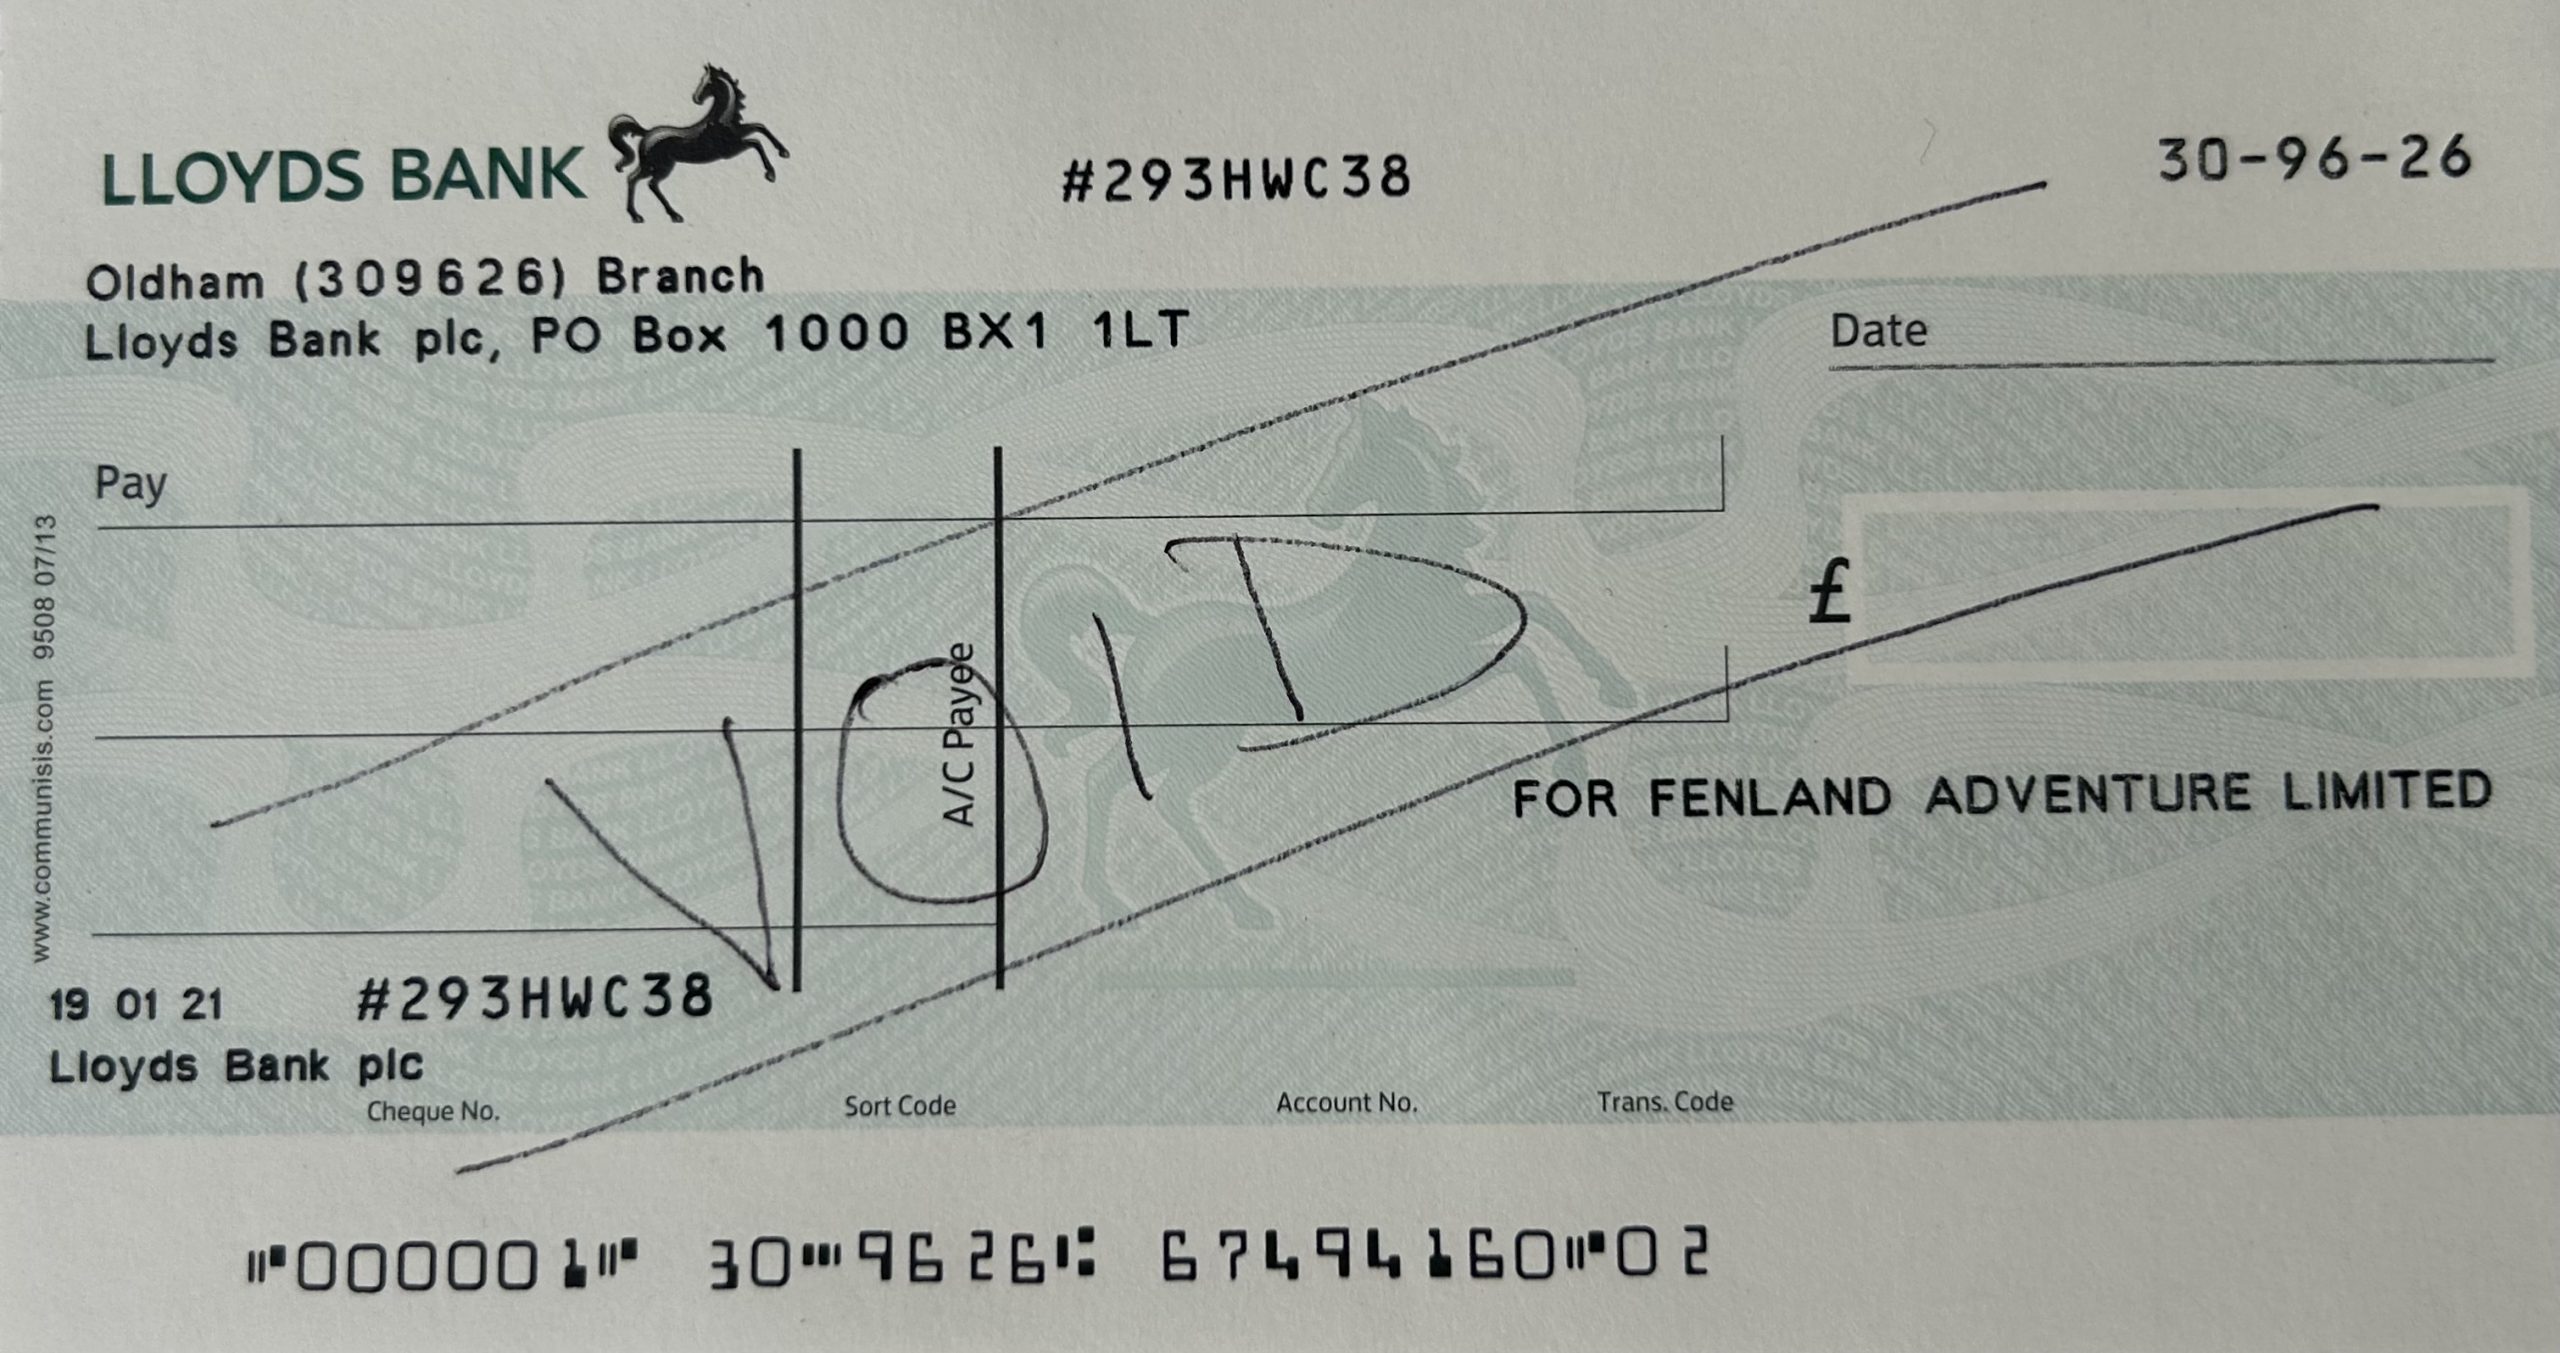 LLOYDS BANK
#293HWC38
30-96-26
Oldham (309626) Branch
Lloyds Bank plc, PO Box 1000 BX1 1LT
Date
Pay
£
VOID
A/C Payee
FOR FENLAND ADVENTURE LIMITED
www.communisis.com 9508 07/13
19 01 21 #293HWC38
Lloyds Bank plc
Cheque No. Sort Code Account No. Trans. Code
⑈000001⑈ 30⑉9626⑆ 67494160⑈02